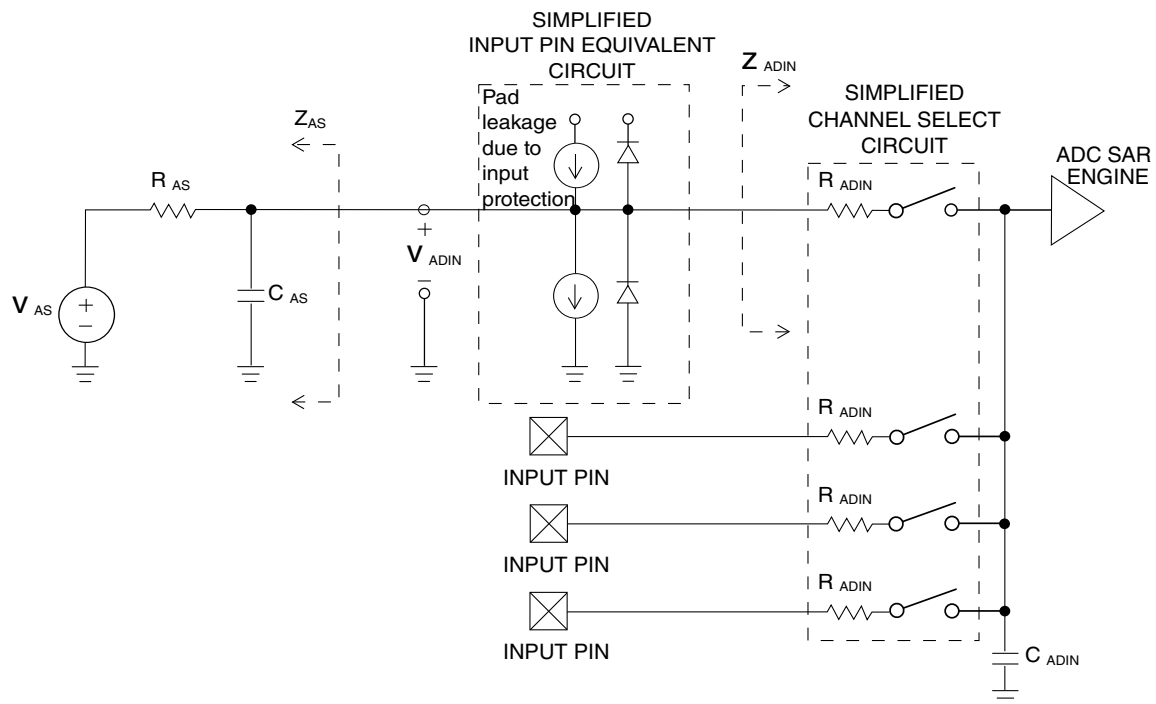 SIMPLIFIED
INPUT PIN EQUIVALENT
CIRCUIT
Pad
leakage
due to
input
protection
Z ADIN
SIMPLIFIED
CHANNEL SELECT
CIRCUIT
ADC SAR
ENGINE
Z AS
R AS
R ADIN
+
V ADIN
–
C AS
V AS
+
–
R ADIN
INPUT PIN
R ADIN
INPUT PIN
R ADIN
INPUT PIN
C ADIN